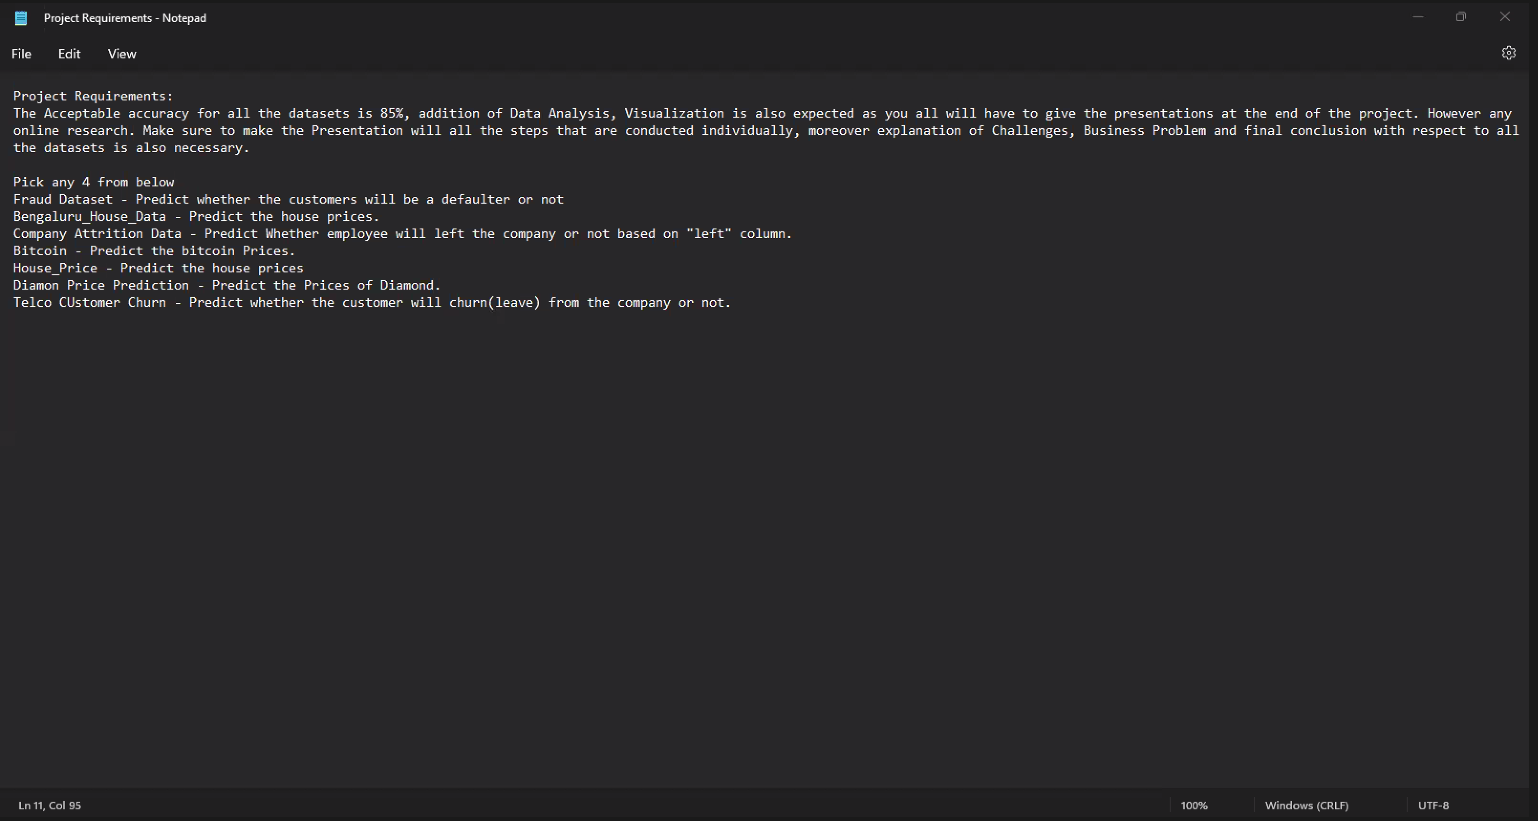 Project Requirements - Notepad
File Edit View
Project Requirements:
The Acceptable accuracy for all the datasets is 85%, addition of Data Analysis, Visualization is also expected as you all will have to give the presentations at the end of the project. However any
online research. Make sure to make the Presentation will all the steps that are conducted individually, moreover explanation of Challenges, Business Problem and final conclusion with respect to all
the datasets is also necessary.
Pick any 4 from below
Fraud Dataset - Predict whether the customers will be a defaulter or not
Bengaluru_House_Data - Predict the house prices.
Company Attrition Data - Predict Whether employee will left the company or not based on "left" column.
Bitcoin - Predict the bitcoin Prices.
House_Price - Predict the house prices
Diamon Price Prediction - Predict the Prices of Diamond.
Telco CUstomer Churn - Predict whether the customer will churn(leave) from the company or not.
Ln 11, Col 95 100% Windows (CRLF) UTF-8